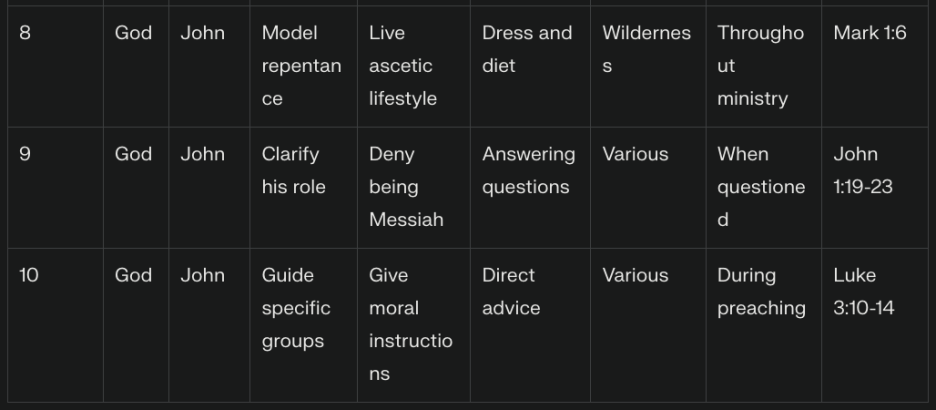 8 God John Model repentance Live ascetic lifestyle Dress and diet Wilderness Throughout ministry Mark 1:6
9 God John Clarify his role Deny being Messiah Answering questions Various When questioned John 1:19-23
10 God John Guide specific groups Give moral instructions Direct advice Various During preaching Luke 3:10-14